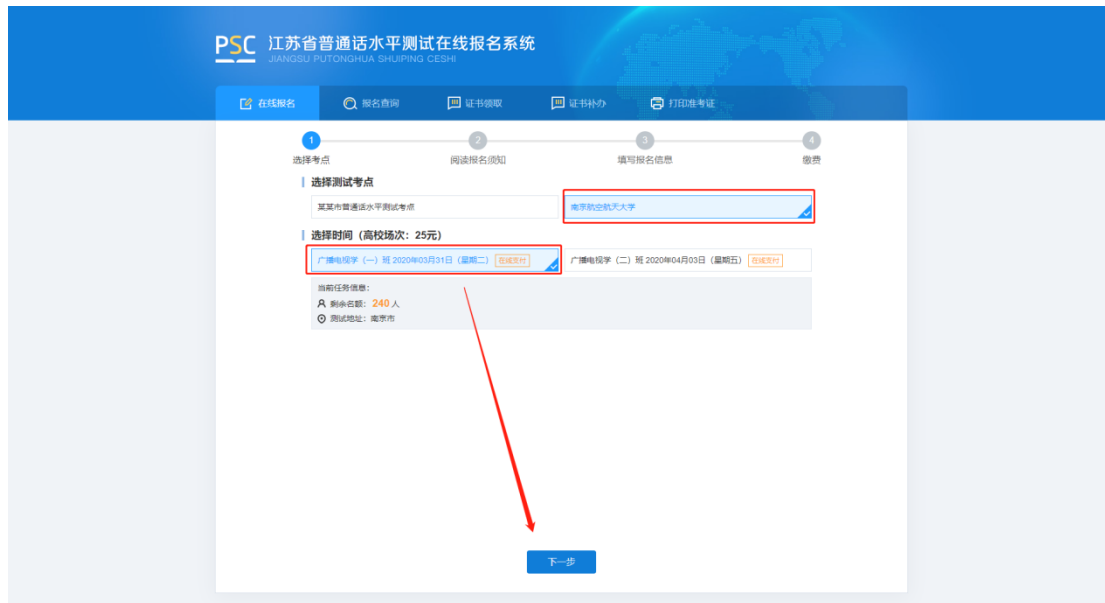 PSC 江苏省普通话水平测试在线报名系统
JIANGSU PUTONGHUA SHUIPING CESHI
在线报名 报名查询 证书领取 证书补办 打印准考证
1 2 3 4
选择考点 阅读报名须知 填写报名信息 缴费
选择测试考点
某某市普通话水平测试考点 南京航空航天大学
选择时间（高校场次：25元）
广播电视学（一）班 2020年03月31日（星期二） 在线支付 广播电视学（二）班 2020年04月03日（星期五） 在线支付
当前任务信息：
剩余名额：240 人
测试地址：南京市
下一步